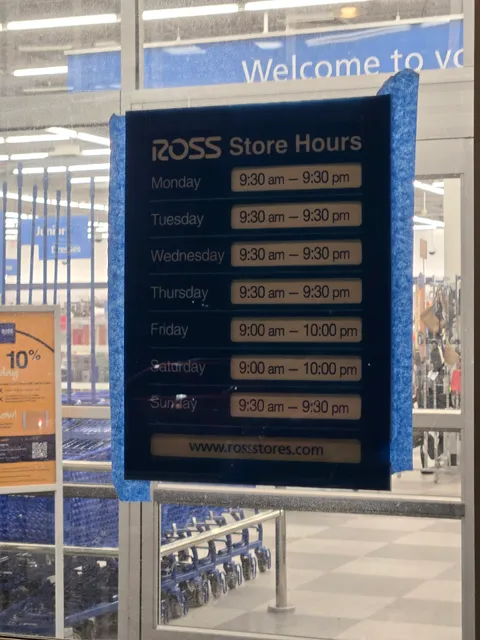 Welcome to yo
ROSS Store Hours
Monday 9:30 am – 9:30 pm
Tuesday 9:30 am – 9:30 pm
Wednesday 9:30 am – 9:30 pm
Thursday 9:30 am – 9:30 pm
Friday 9:00 am – 10:00 pm
Saturday 9:00 am – 10:00 pm
Sunday 9:30 am – 9:30 pm
www.rossstores.com
Junior
ROSS
10%